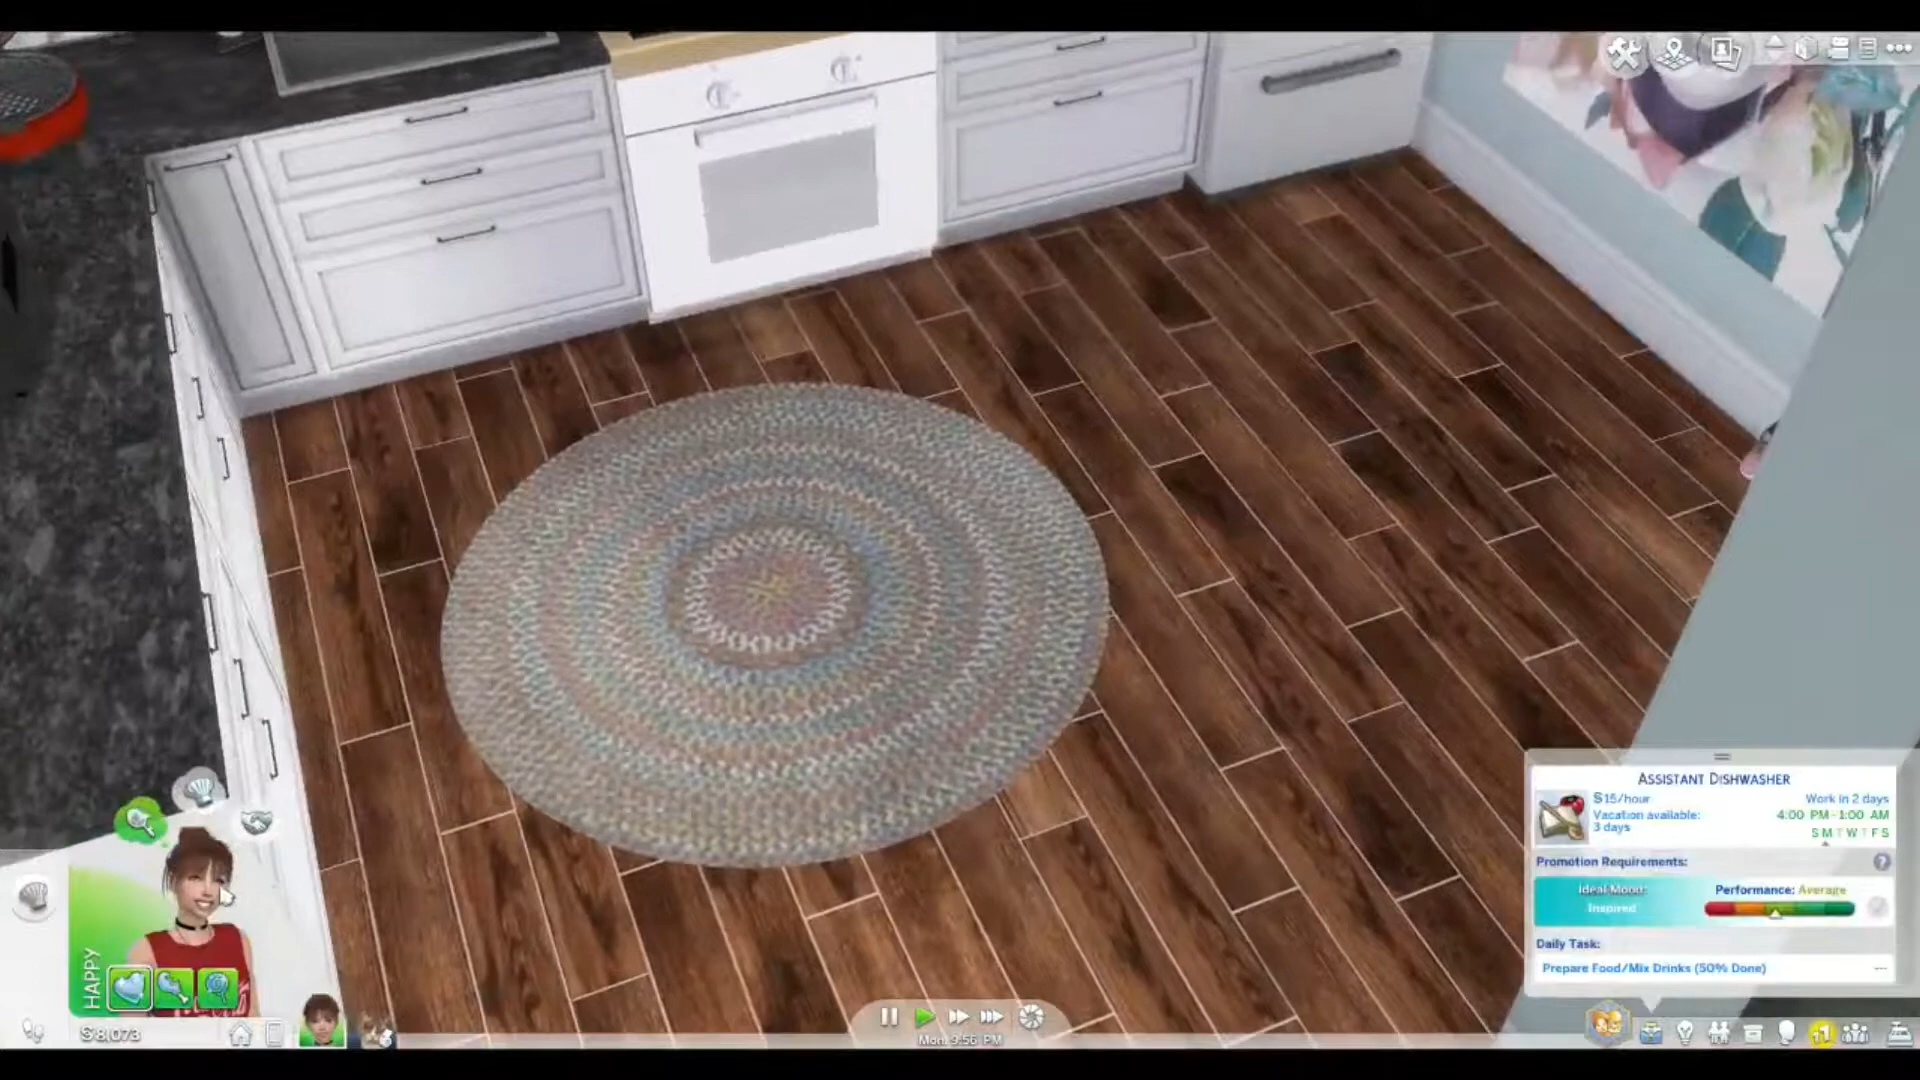 ASSISTANT DISHWASHER
$15/hour
Work in 2 days
Vacation available:
3 days
4:00 PM - 1:00 AM
S M T W T F S
Promotion Requirements:
?
Ideal Mood:
Inspired
Performance: Average
Daily Task:
Prepare Food/Mix Drinks (50% Done)
HAPPY
$8,073
Mon. 9:56 PM